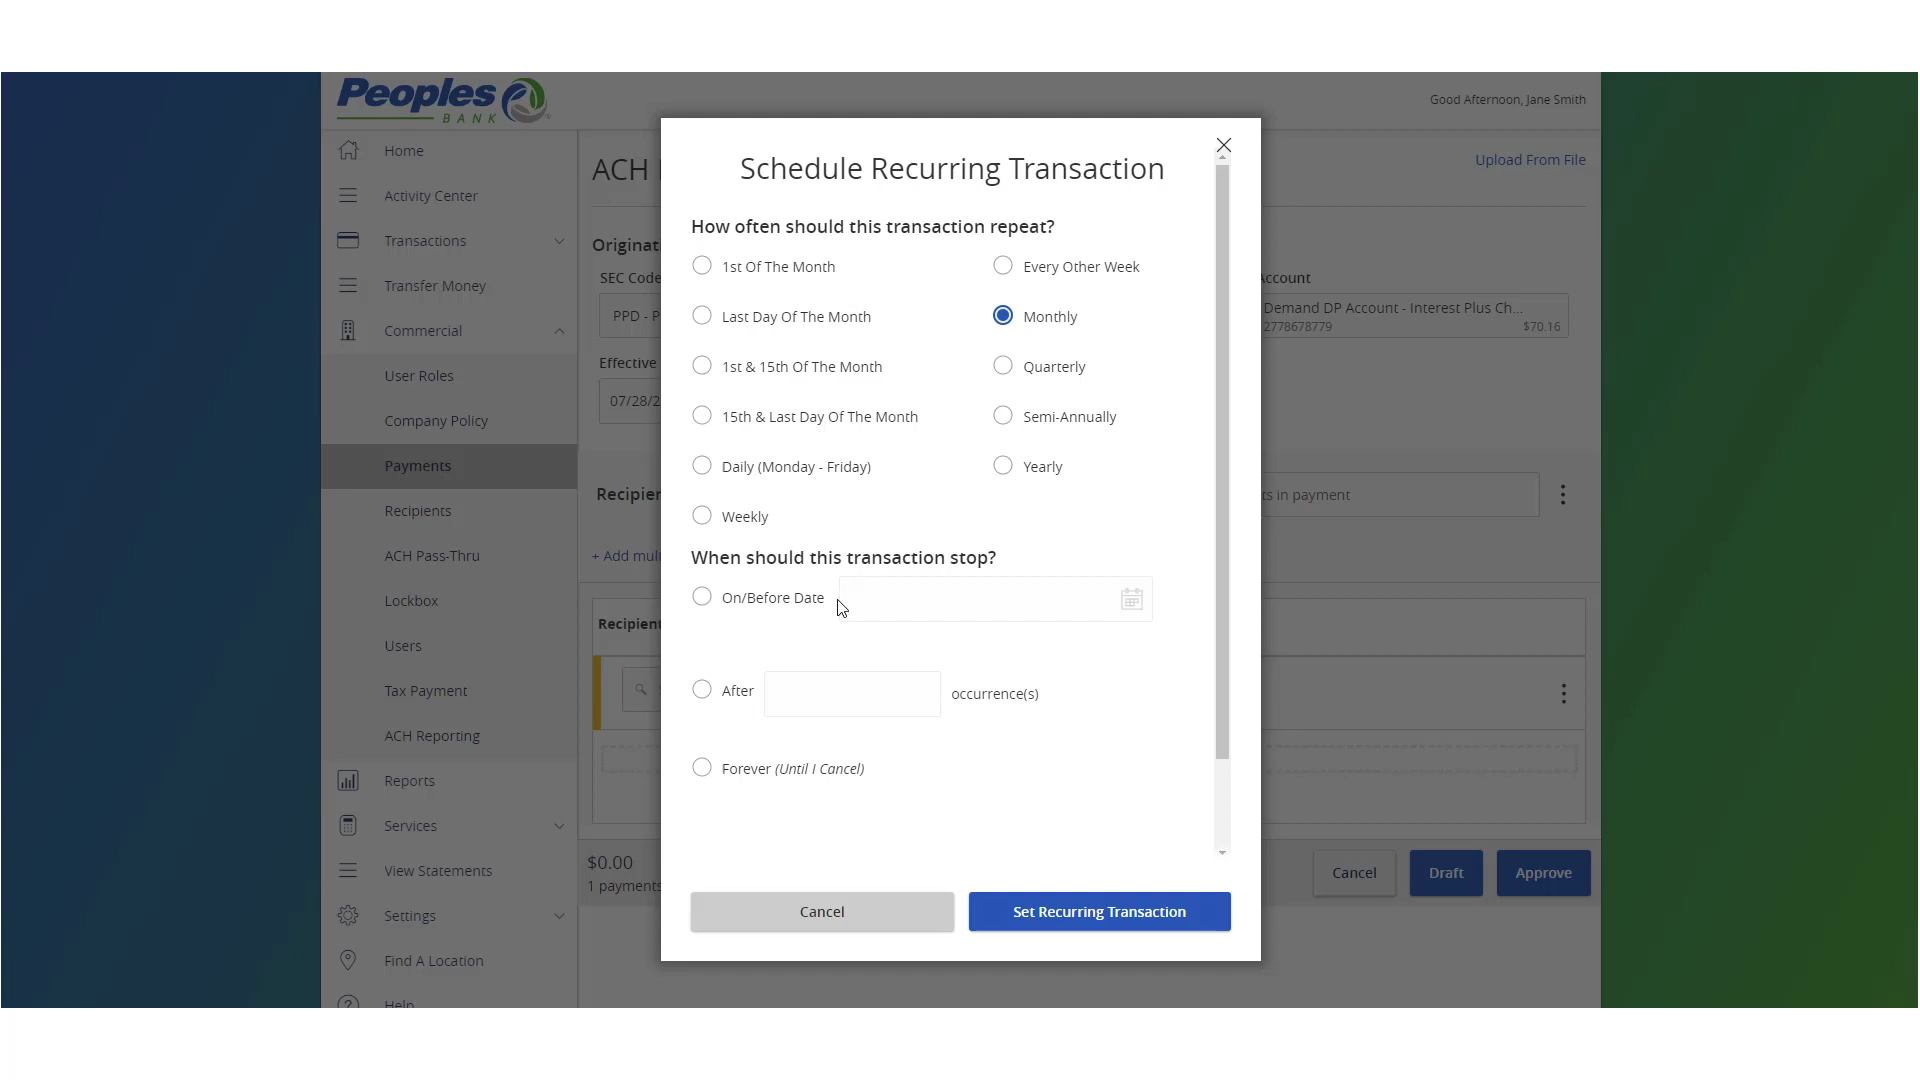 Peoples
BANK
Good Afternoon, Jane Smith
Home
Activity Center
Transactions
Transfer Money
Commercial
User Roles
Company Policy
Payments
Recipients
ACH Pass-Thru
Lockbox
Users
Tax Payment
ACH Reporting
Reports
Services
View Statements
Settings
Find A Location
Help
ACH
Upload From File
Originat
SEC Code
PPD - P
Account
Demand DP Account - Interest Plus Ch...
2778678779
$70.16
Effective
07/28/2
Recipien
ts in payment
+ Add mul
Recipient
$0.00
1 payments
Cancel
Draft
Approve
Schedule Recurring Transaction
How often should this transaction repeat?
1st Of The Month
Every Other Week
Last Day Of The Month
Monthly
1st & 15th Of The Month
Quarterly
15th & Last Day Of The Month
Semi-Annually
Daily (Monday - Friday)
Yearly
Weekly
When should this transaction stop?
On/Before Date
After
occurrence(s)
Forever (Until I Cancel)
Cancel
Set Recurring Transaction